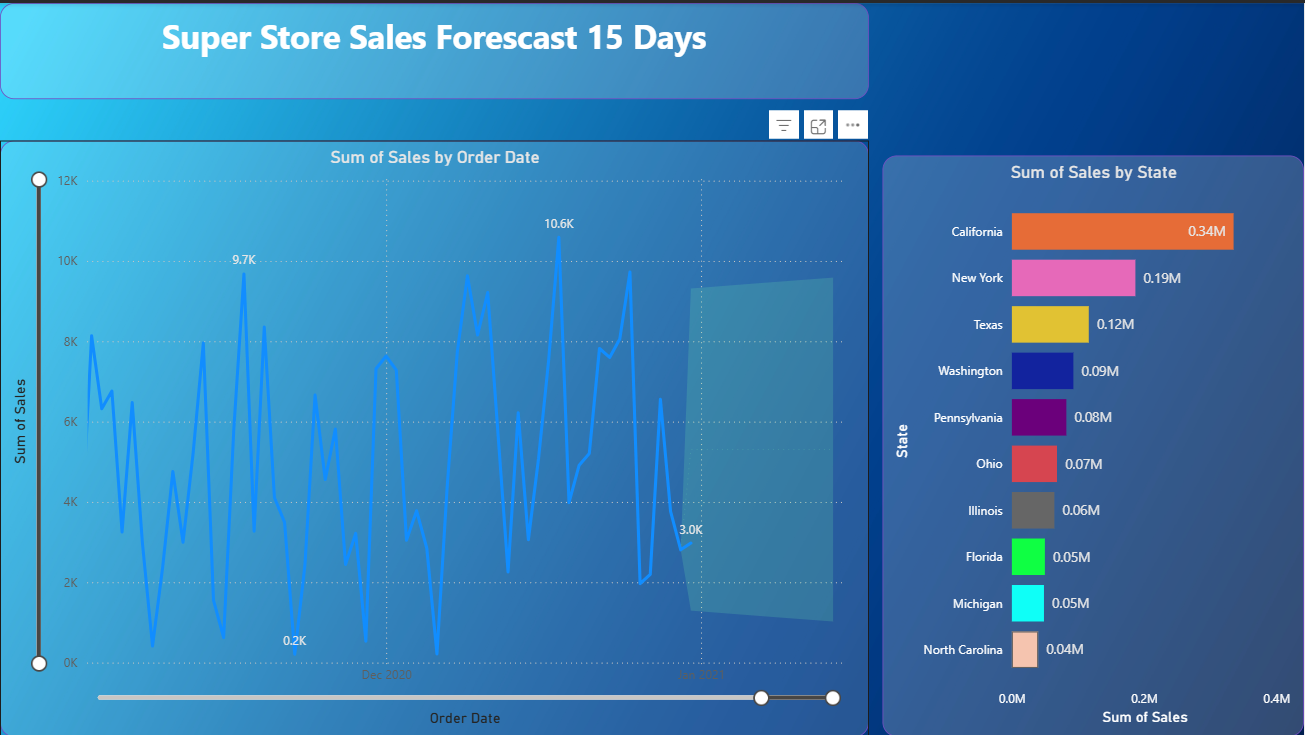 Super Store Sales Forescast 15 Days
Sum of Sales by Order Date
12K
10K
8K
6K
4K
2K
0K
Sum of Sales
9.7K
10.6K
0.2K
3.0K
Dec 2020
Jan 2021
Order Date
Sum of Sales by State
State
California 0.34M
New York 0.19M
Texas 0.12M
Washington 0.09M
Pennsylvania 0.08M
Ohio 0.07M
Illinois 0.06M
Florida 0.05M
Michigan 0.05M
North Carolina 0.04M
0.0M 0.2M 0.4M
Sum of Sales